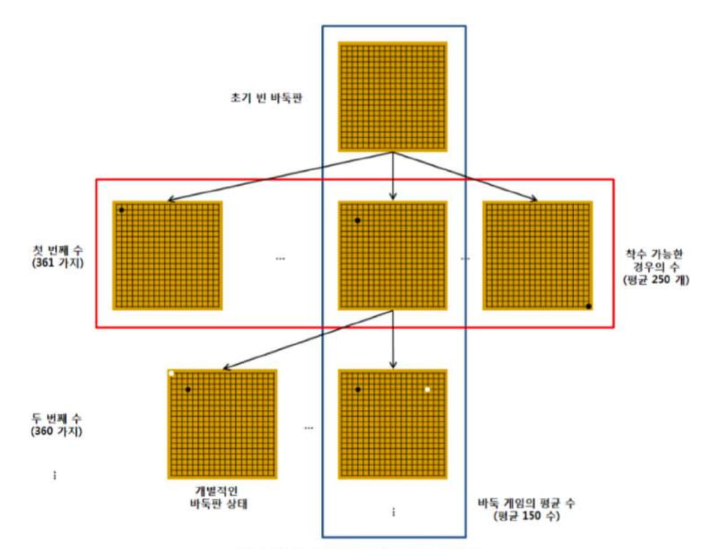 초기 빈 바둑판
첫 번째 수
(361 가지)
...
...
착수 가능한
경우의 수
(평균 250 개)
두 번째 수
(360 가지)
...
개별적인
바둑판 상태
바둑 게임의 평균 수
(평균 150 수)